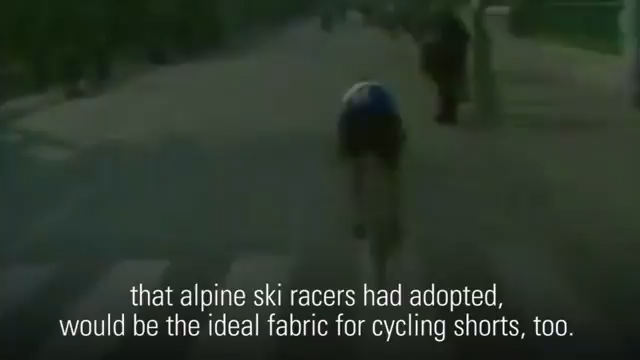 that alpine ski racers had adopted,
would be the ideal fabric for cycling shorts, too.